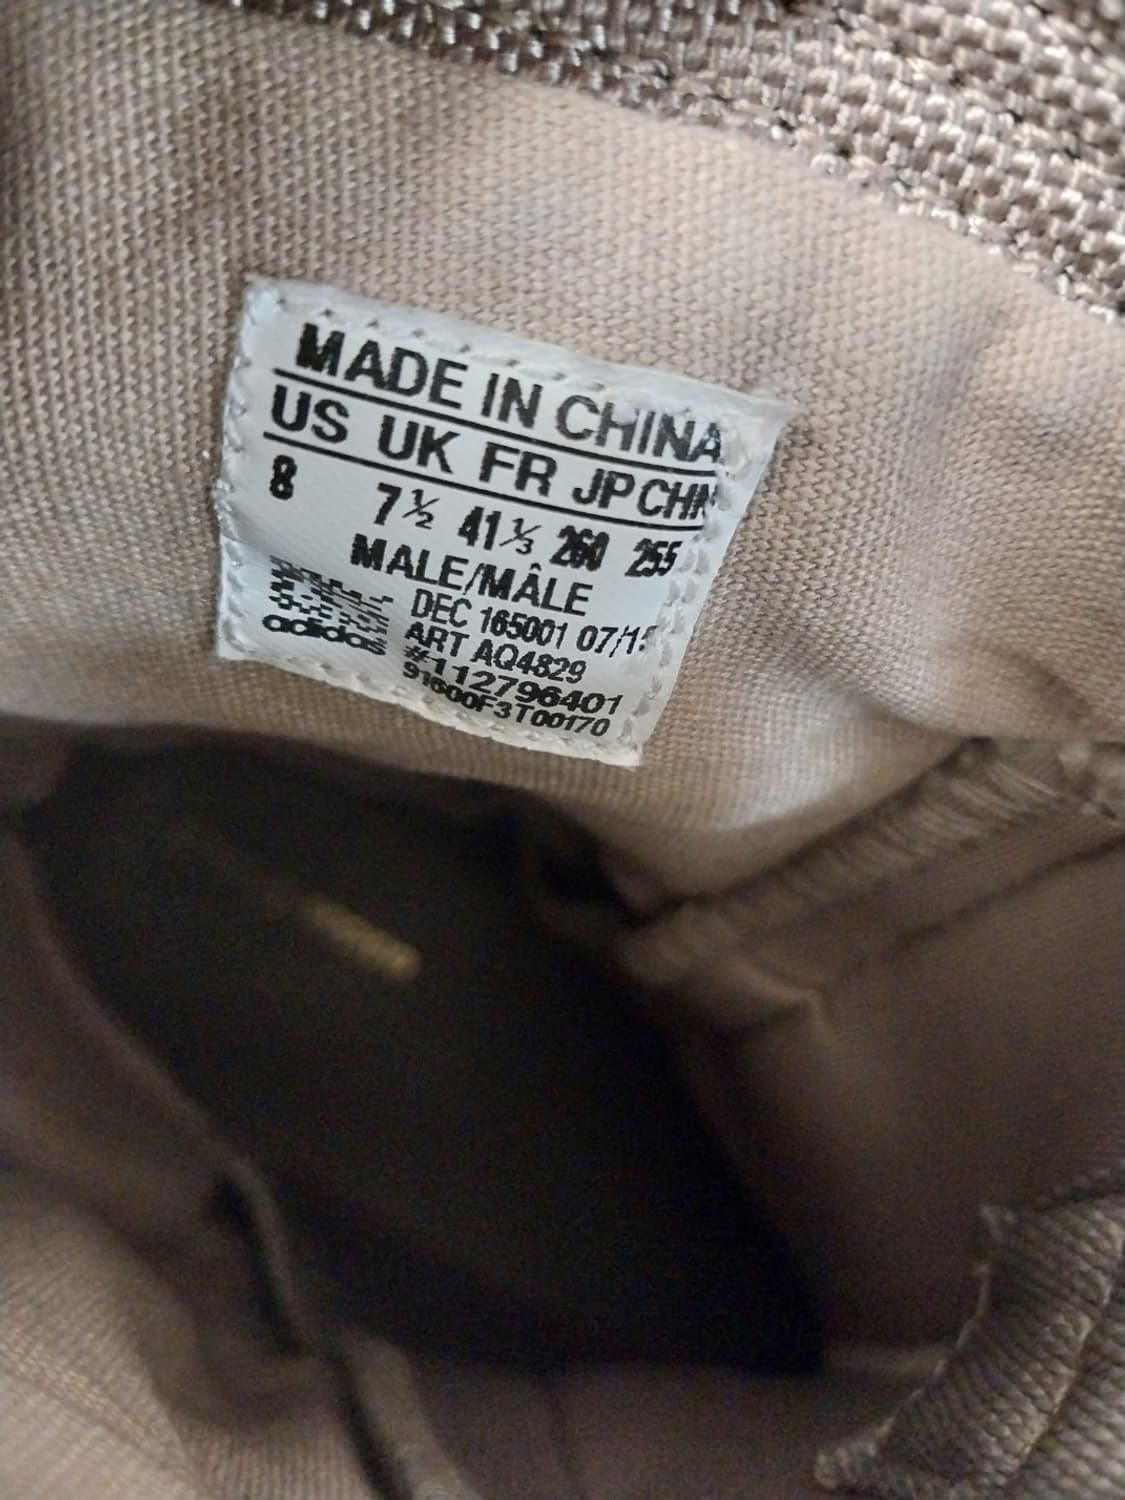 MADE IN CHINA
US UK FR JP CHN
8 7½ 41⅓ 260 255
MALE/MÂLE
DEC 165001 07/15
ART AQ4829
#112796401
91600F3T00170
adidas